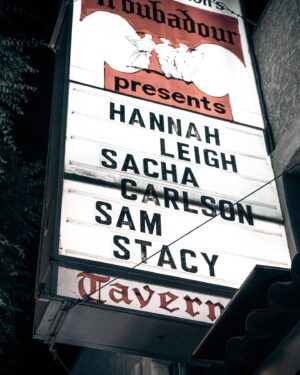 Troubadour
presents
HANNAH
LEIGH
SACHA
CARLSON
SAM
STACY
Tavern